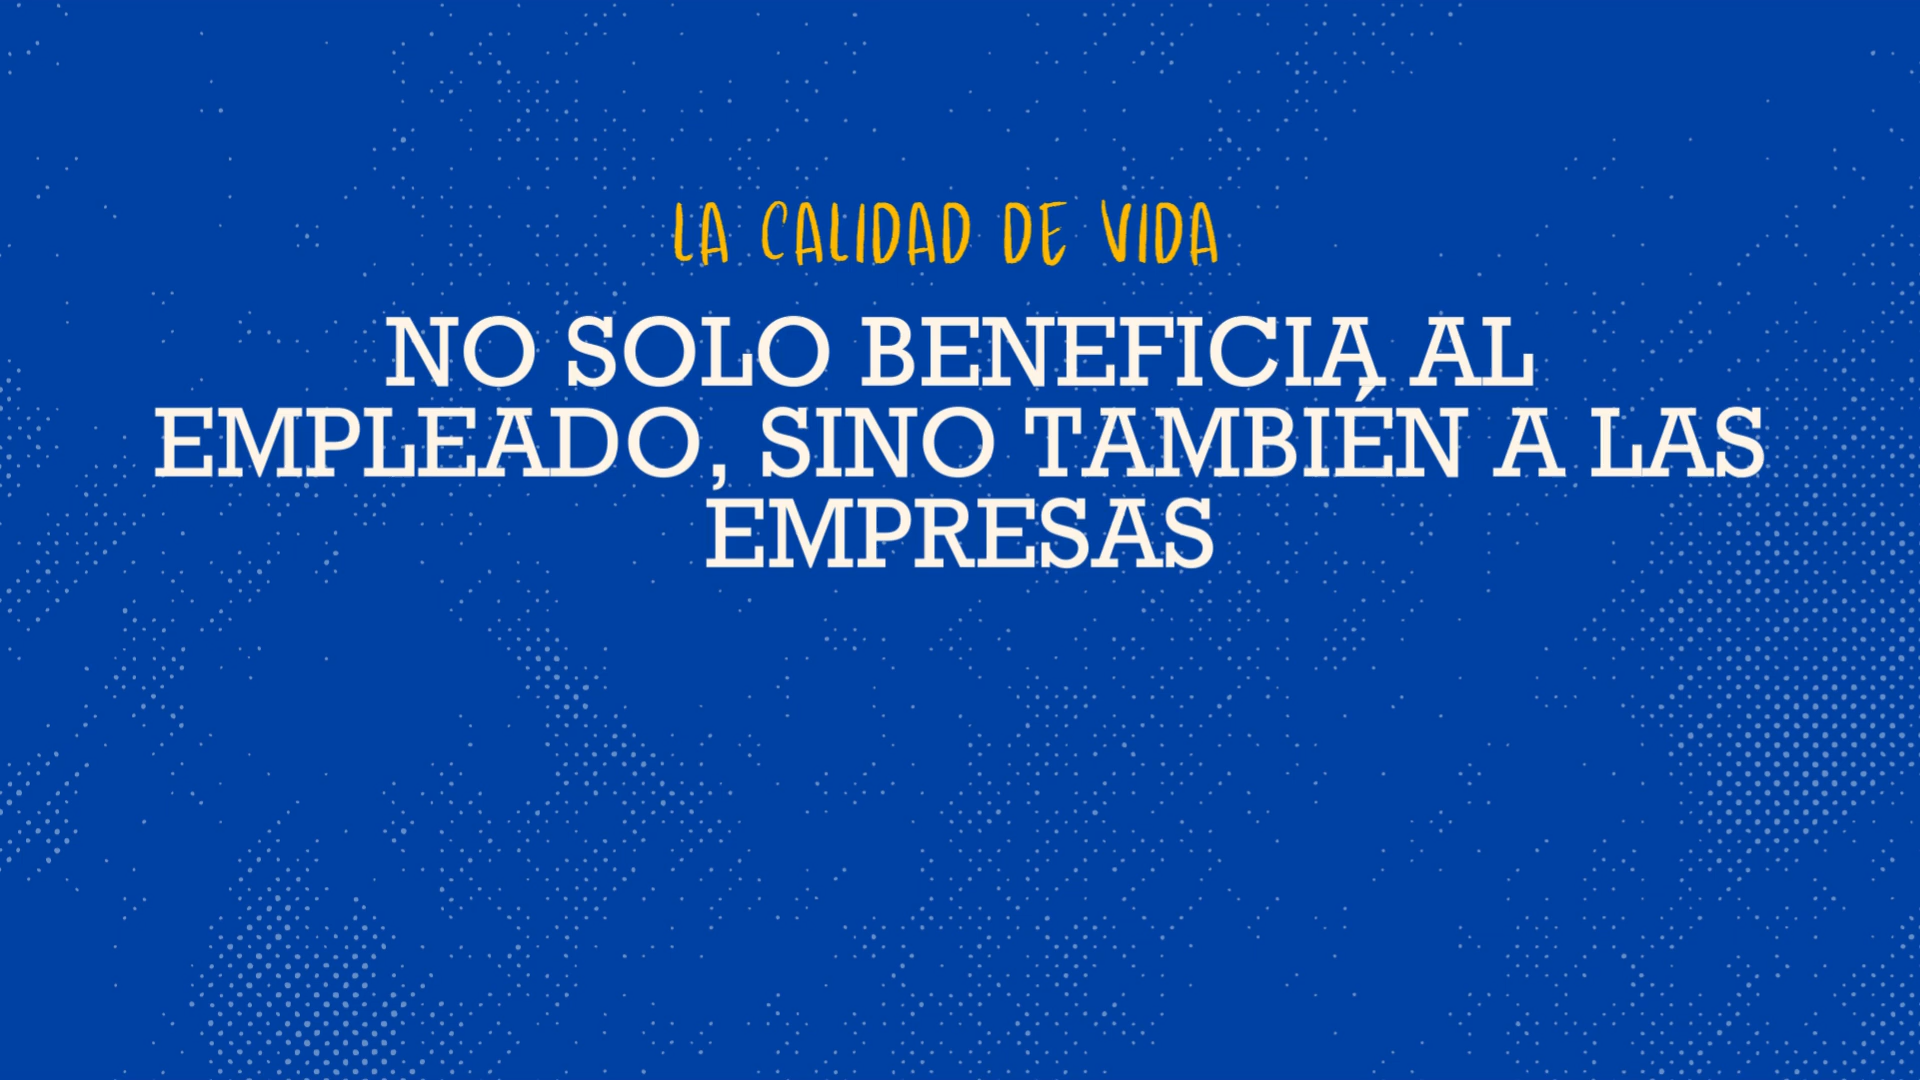 LA CALIDAD DE VIDA
NO SOLO BENEFICIA AL
EMPLEADO, SINO TAMBIÉN A LAS
EMPRESAS